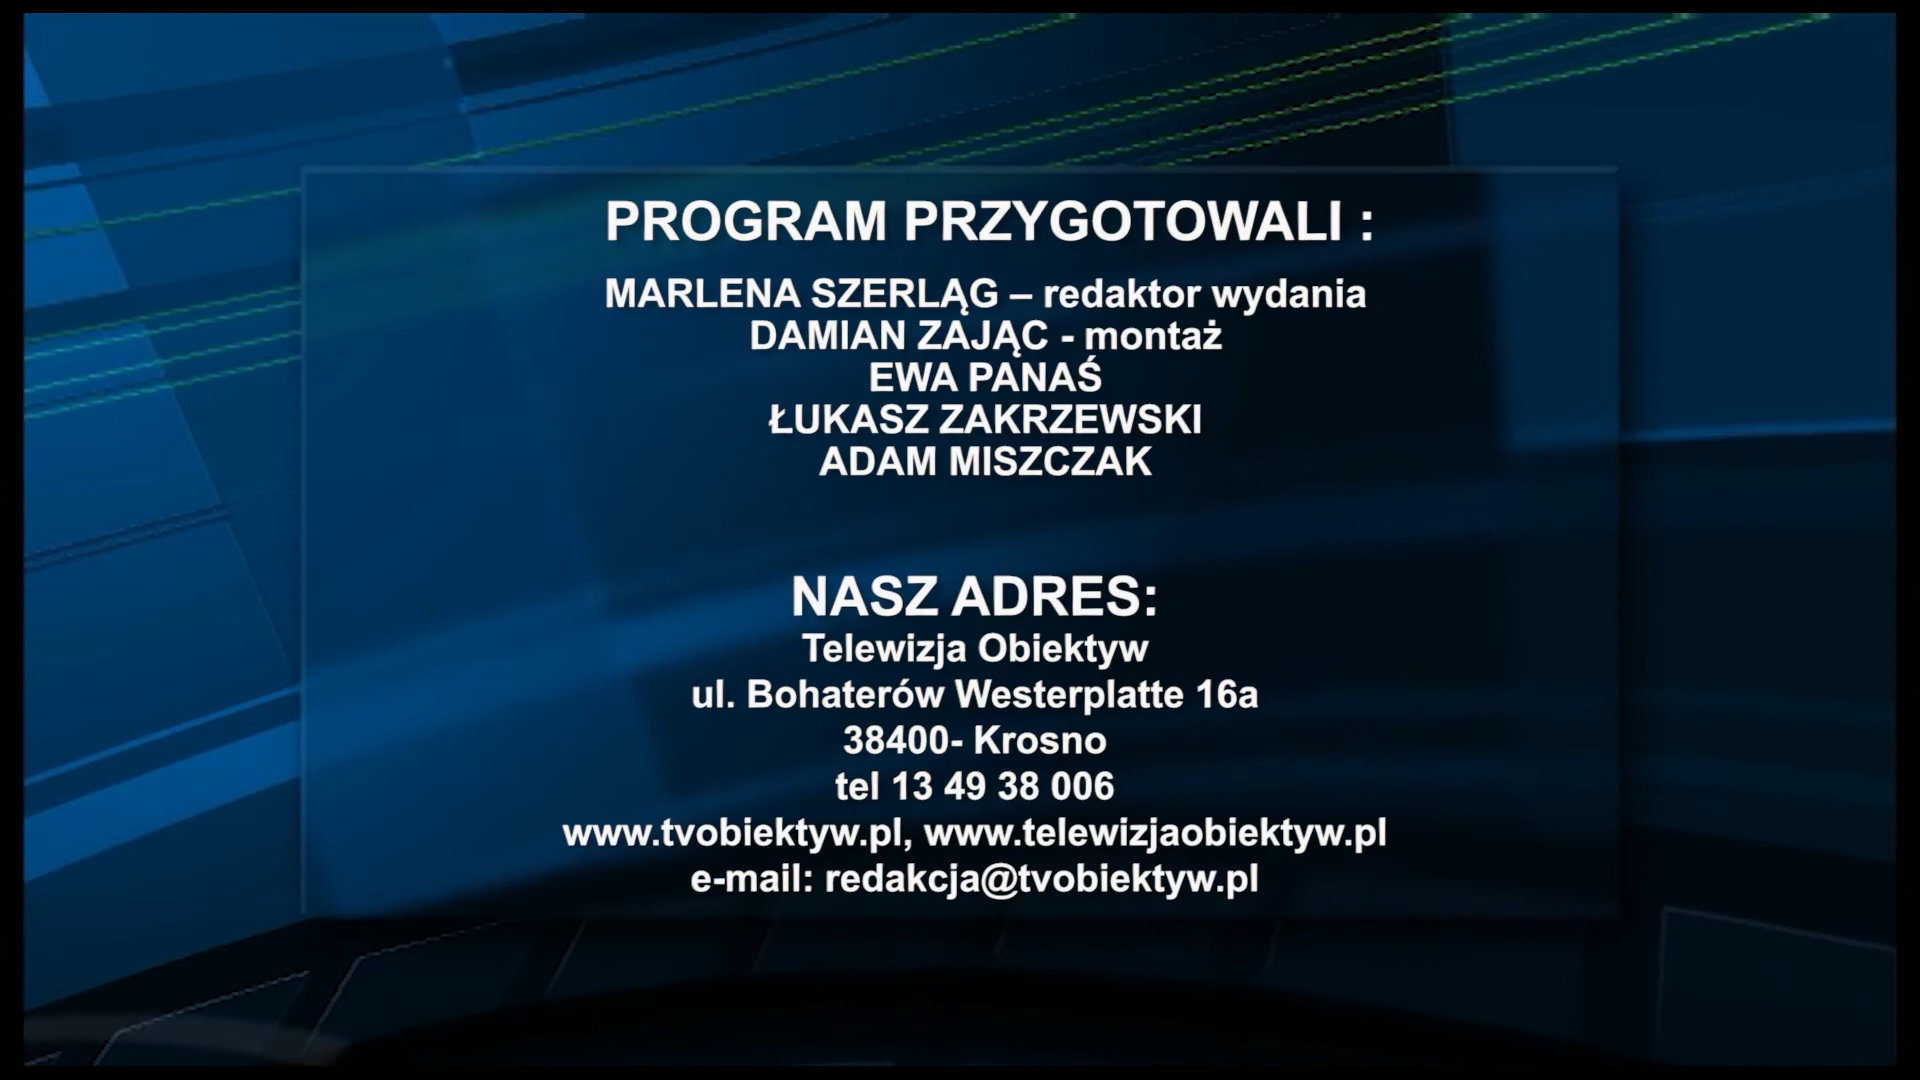 PROGRAM PRZYGOTOWALI :
MARLENA SZERLĄG – redaktor wydania
DAMIAN ZAJĄC - montaż
EWA PANAŚ
ŁUKASZ ZAKRZEWSKI
ADAM MISZCZAK
NASZ ADRES:
Telewizja Obiektyw
ul. Bohaterów Westerplatte 16a
38400- Krosno
tel 13 49 38 006
www.tvobiektyw.pl, www.telewizjaobiektyw.pl
e-mail: redakcja@tvobiektyw.pl